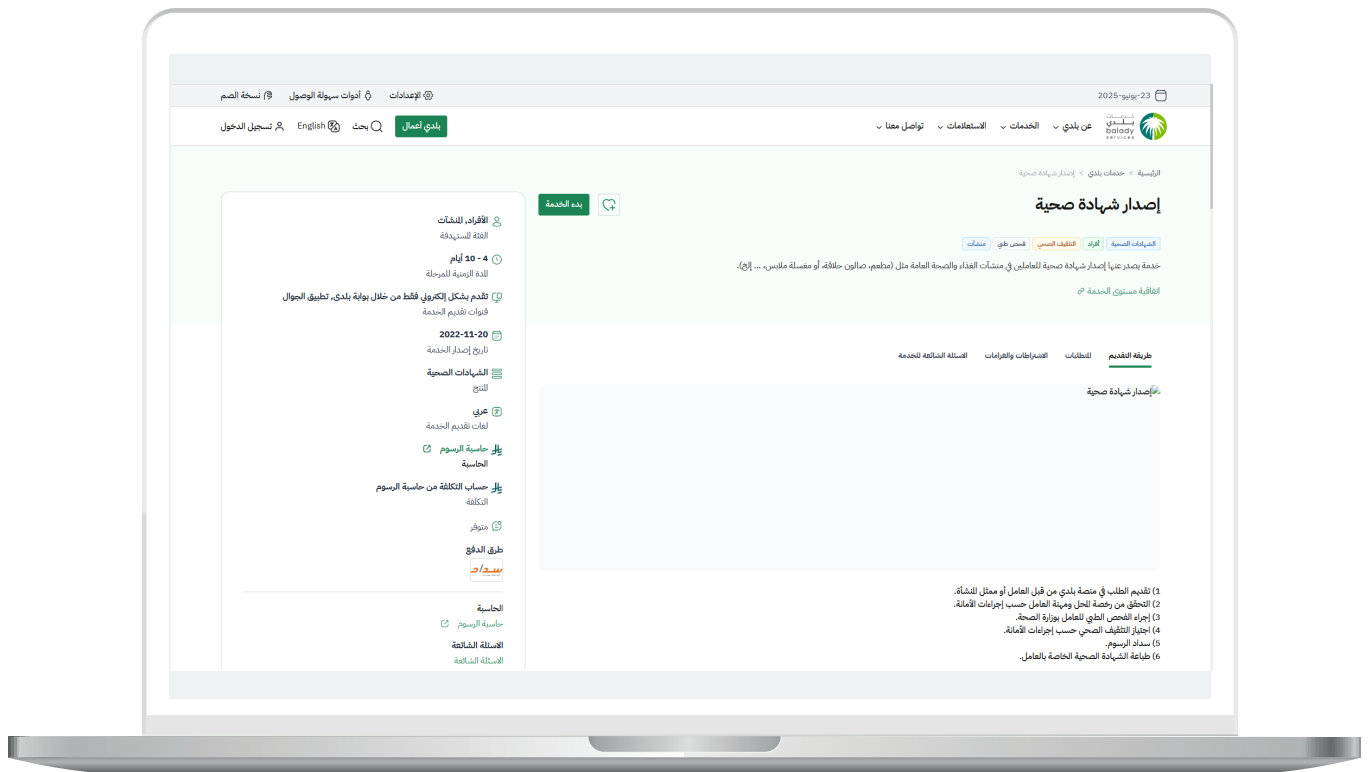 23-يونيو-2025
الإعدادات
أدوات سهولة الوصول
نسخة الصم
خدمات
بلدي
balady
services
عن بلدي
الخدمات
الاستعلامات
تواصل معنا
بلدي أعمال
بحث
English
تسجيل الدخول
الرئيسية > خدمات بلدي > إصدار شهادة صحية
إصدار شهادة صحية
بدء الخدمة
الشهادات الصحية
أفراد
التثقيف الصحي
فحص طبي
منشآت
خدمة يصدر عنها إصدار شهادة صحية للعاملين في منشآت الغذاء والصحة العامة مثل (مطعم، صالون حلاقة، أو مغسلة ملابس، ... إلخ).
اتفاقية مستوى الخدمة
طريقة التقديم
المتطلبات
الاشتراطات والغرامات
الاسئلة الشائعة للخدمة
إصدار شهادة صحية
1) تقديم الطلب في منصة بلدي من قبل العامل أو ممثل المنشأة.
2) التحقق من رخصة المحل ومهنة العامل حسب إجراءات الأمانة.
3) إجراء الفحص الطبي للعامل بوزارة الصحة.
4) اجتياز التثقيف الصحي حسب إجراءات الأمانة.
5) سداد الرسوم.
6) طباعة الشهادة الصحية الخاصة بالعامل.
الأفراد, المنشآت
الفئة المستهدفة
4 - 10 أيام
المدة الزمنية للمرحلة
تقدم بشكل إلكتروني فقط من خلال بوابة بلدي, تطبيق الجوال
قنوات تقديم الخدمة
2022-11-20
تاريخ إصدار الخدمة
الشهادات الصحية
المنتج
عربي
لغات تقديم الخدمة
حاسبة الرسوم
الحاسبة
حساب التكلفة من حاسبة الرسوم
التكلفة
متوفر
طرق الدفع
سداد
الحاسبة
حاسبة الرسوم
الاسئلة الشائعة
الاسئلة الشائعة